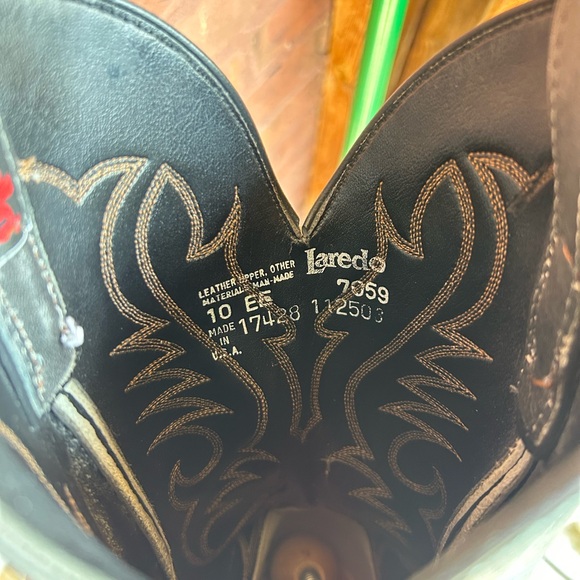 Laredo
LEATHER UPPER, OTHER
MATERIALS MAN-MADE
7059
10 EE
MADE
IN
U.S.A.
17428 112503